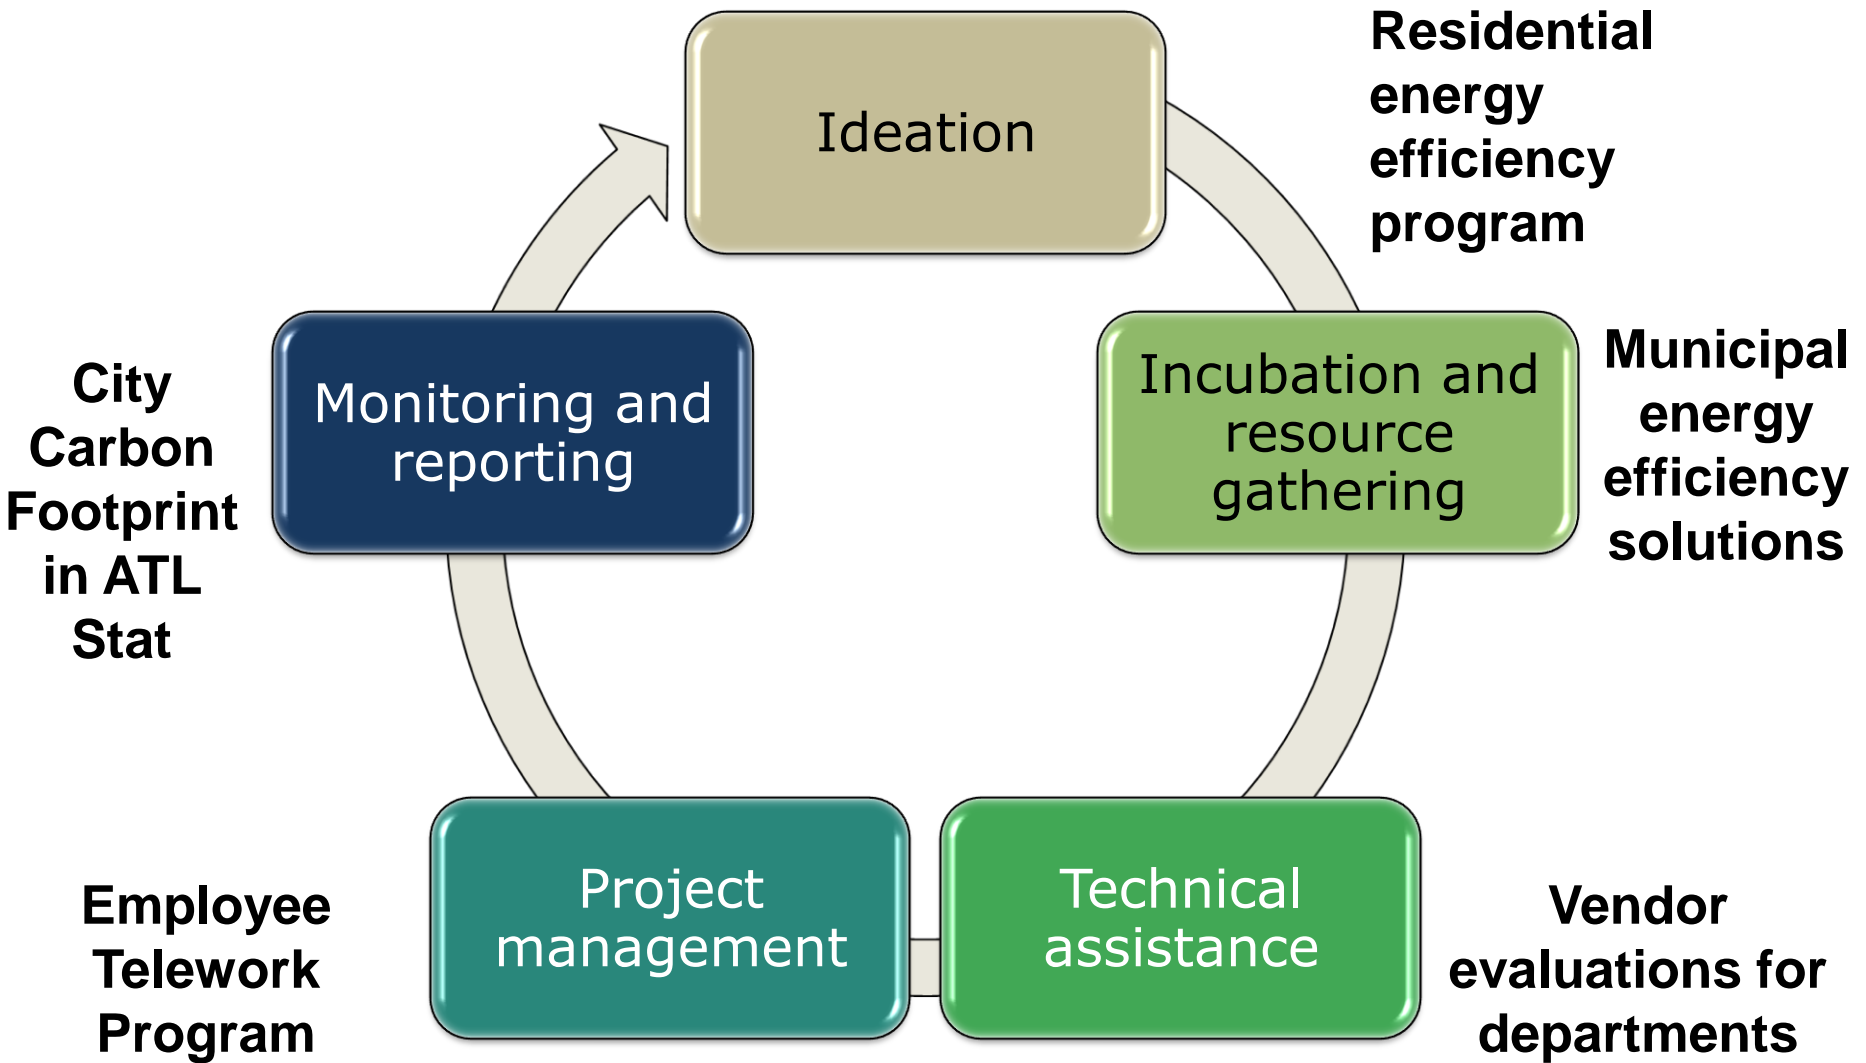 Ideation
Residential
energy
efficiency
program
Incubation and
resource
gathering
Municipal
energy
efficiency
solutions
Technical
assistance
Vendor
evaluations for
departments
Project
management
Employee
Telework
Program
Monitoring and
reporting
City
Carbon
Footprint
in ATL
Stat